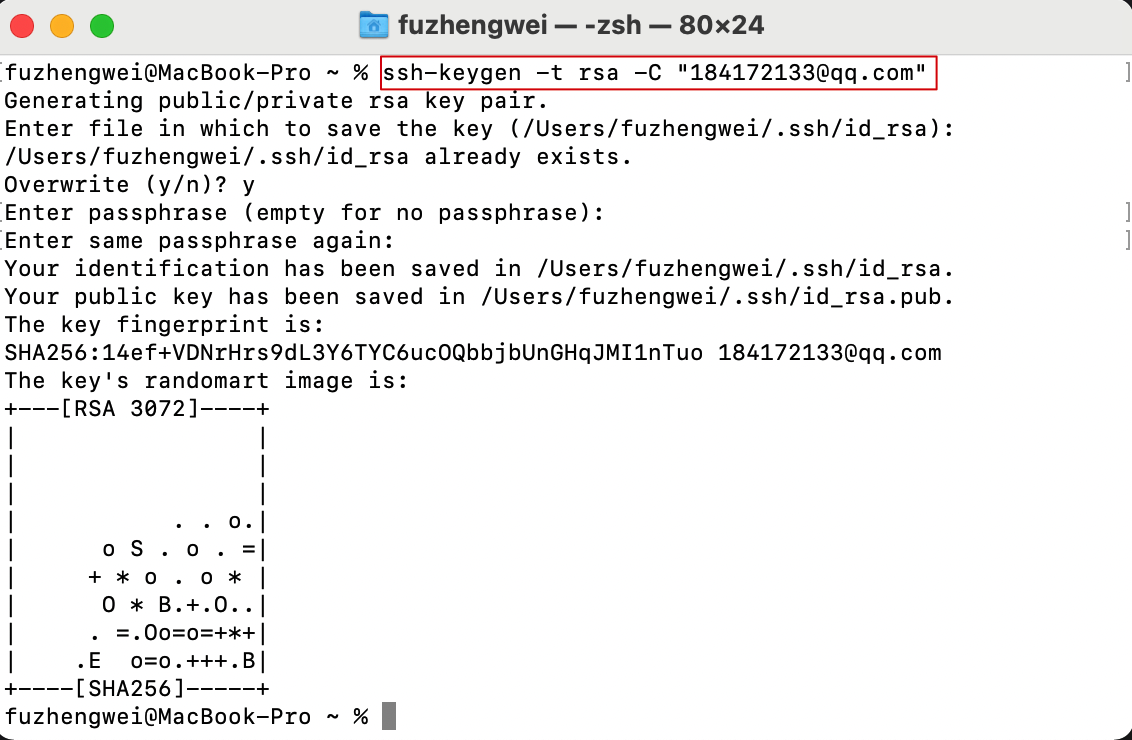 fuzhengwei — -zsh — 80×24
fuzhengwei@MacBook-Pro ~ % ssh-keygen -t rsa -C "184172133@qq.com"
Generating public/private rsa key pair.
Enter file in which to save the key (/Users/fuzhengwei/.ssh/id_rsa):
/Users/fuzhengwei/.ssh/id_rsa already exists.
Overwrite (y/n)? y
Enter passphrase (empty for no passphrase):
Enter same passphrase again:
Your identification has been saved in /Users/fuzhengwei/.ssh/id_rsa.
Your public key has been saved in /Users/fuzhengwei/.ssh/id_rsa.pub.
The key fingerprint is:
SHA256:14ef+VDNrHrs9dL3Y6TYC6ucOQbbjbUnGHqJMI1nTuo 184172133@qq.com
The key's randomart image is:
+---[RSA 3072]----+
|                 |
|                 |
|                 |
|           . . o.|
|      o S . o . =|
|     + * o . o * |
|      O * B.+.O..|
|     . =.Oo=o=+*+|
|    .E  o=o.+++.B|
+----[SHA256]-----+
fuzhengwei@MacBook-Pro ~ %